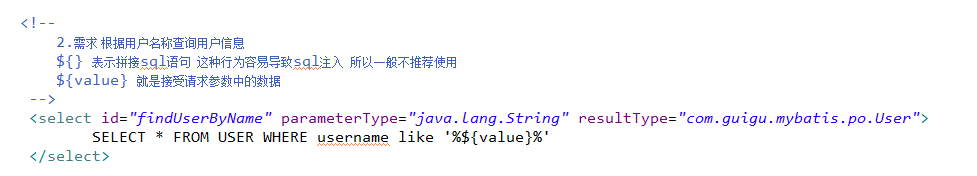 <!--
2.需求 根据用户名称查询用户信息
${} 表示拼接sql语句 这种行为容易导致sql注入 所以一般不推荐使用
${value} 就是接受请求参数中的数据
-->
<select id="findUserByName" parameterType="java.lang.String" resultType="com.guigu.mybatis.po.User">
SELECT * FROM USER WHERE username like '%${value}%'
</select>